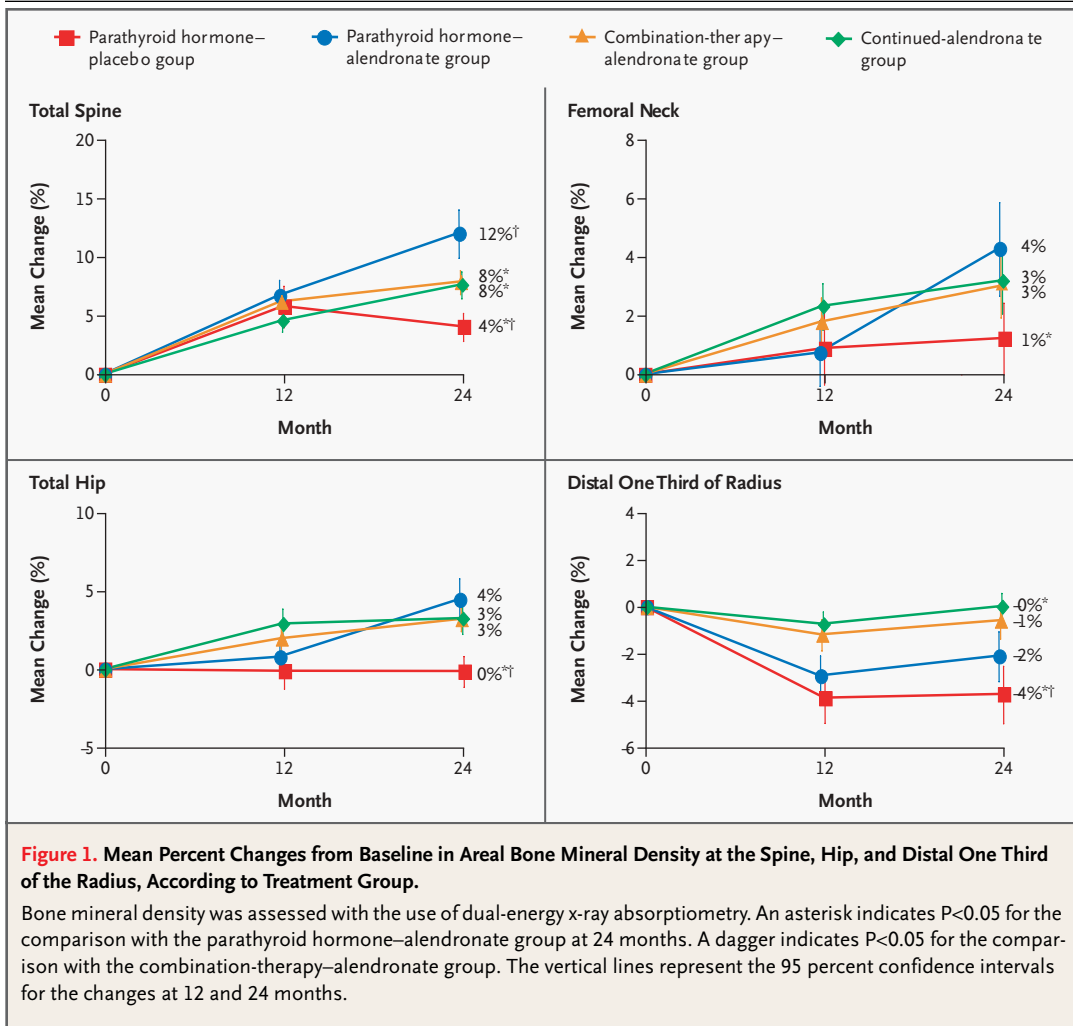 Parathyroid hormone–
placebo goup
Parathyroid hormone–
alendronate group
Combination-therapy–
alendronate group
Continued-alendronate
group
Total Spine
20
15
10
5
0
Mean Change (%)
12%†
8%*
8%*
4%*†
0
12
24
Month
Femoral Neck
8
6
4
2
0
Mean Change (%)
4%
3%
3%
1%*
0
12
24
Month
Total Hip
10
5
0
–5
Mean Change (%)
4%
3%
3%
0%*†
0
12
24
Month
Distal One Third of Radius
4
2
0
–2
–4
–6
Mean Change (%)
0%*
–1%
–2%
–4%*†
0
12
24
Month
Figure 1. Mean Percent Changes from Baseline in Areal Bone Mineral Density at the Spine, Hip, and Distal One Third
of the Radius, According to Treatment Group.
Bone mineral density was assessed with the use of dual-energy x-ray absorptiometry. An asterisk indicates P<0.05 for the
comparison with the parathyroid hormone–alendronate group at 24 months. A dagger indicates P<0.05 for the compar-
ison with the combination-therapy–alendronate group. The vertical lines represent the 95 percent confidence intervals
for the changes at 12 and 24 months.